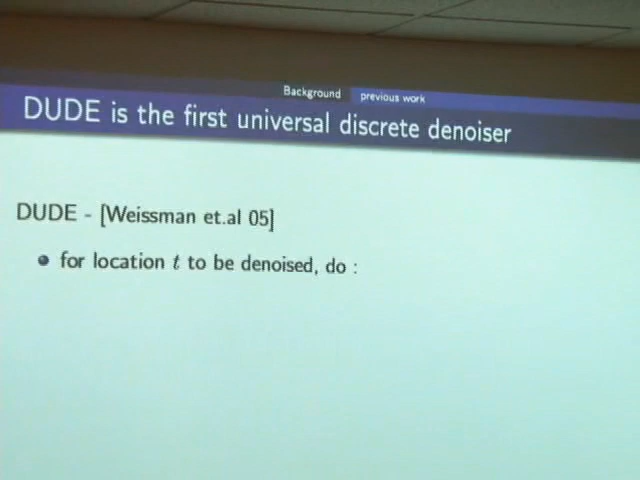 Background previous work
DUDE is the first universal discrete denoiser
DUDE - [Weissman et.al 05]
for location t to be denoised, do :